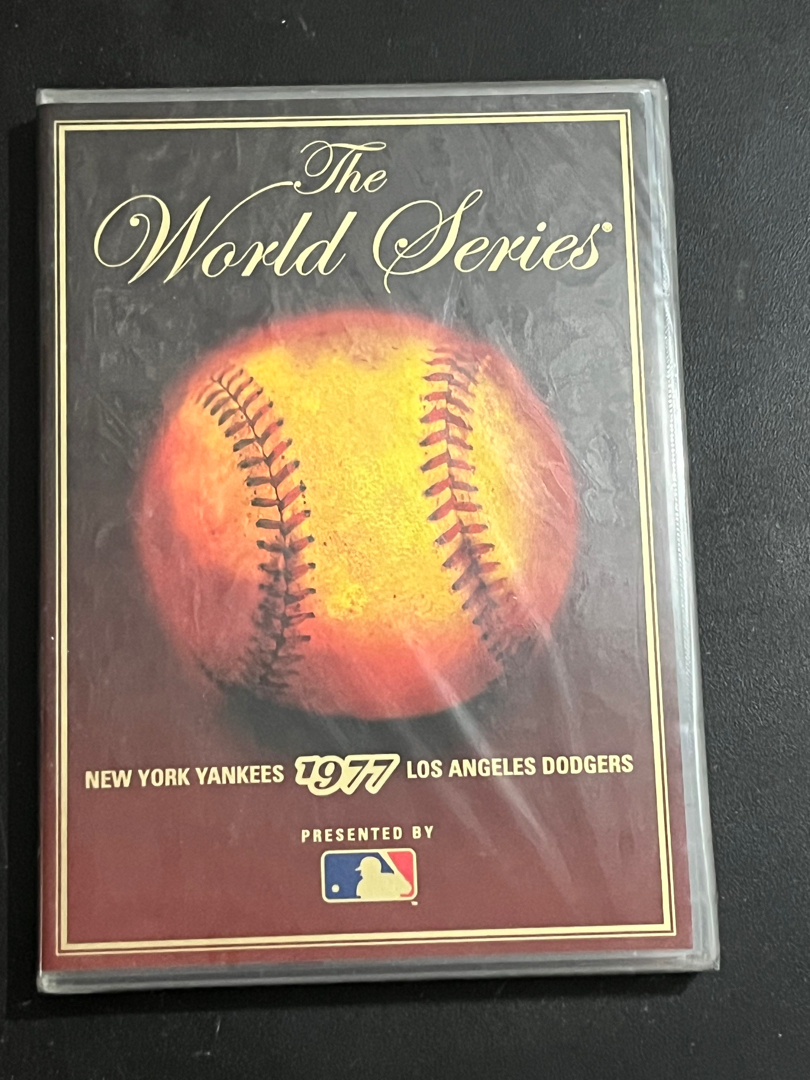 The
World Series®
NEW YORK YANKEES 1977 LOS ANGELES DODGERS
PRESENTED BY